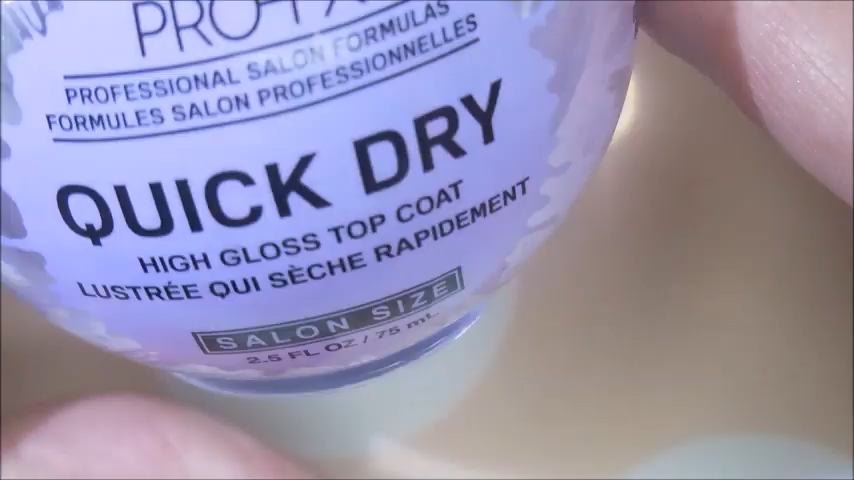 PROFESSIONAL SALON FORMULAS
FORMULES SALON PROFESSIONNELLES
QUICK DRY
HIGH GLOSS TOP COAT
LUSTRÉE QUI SÈCHE RAPIDEMENT
SALON SIZE
2.5 FL OZ / 75 mL